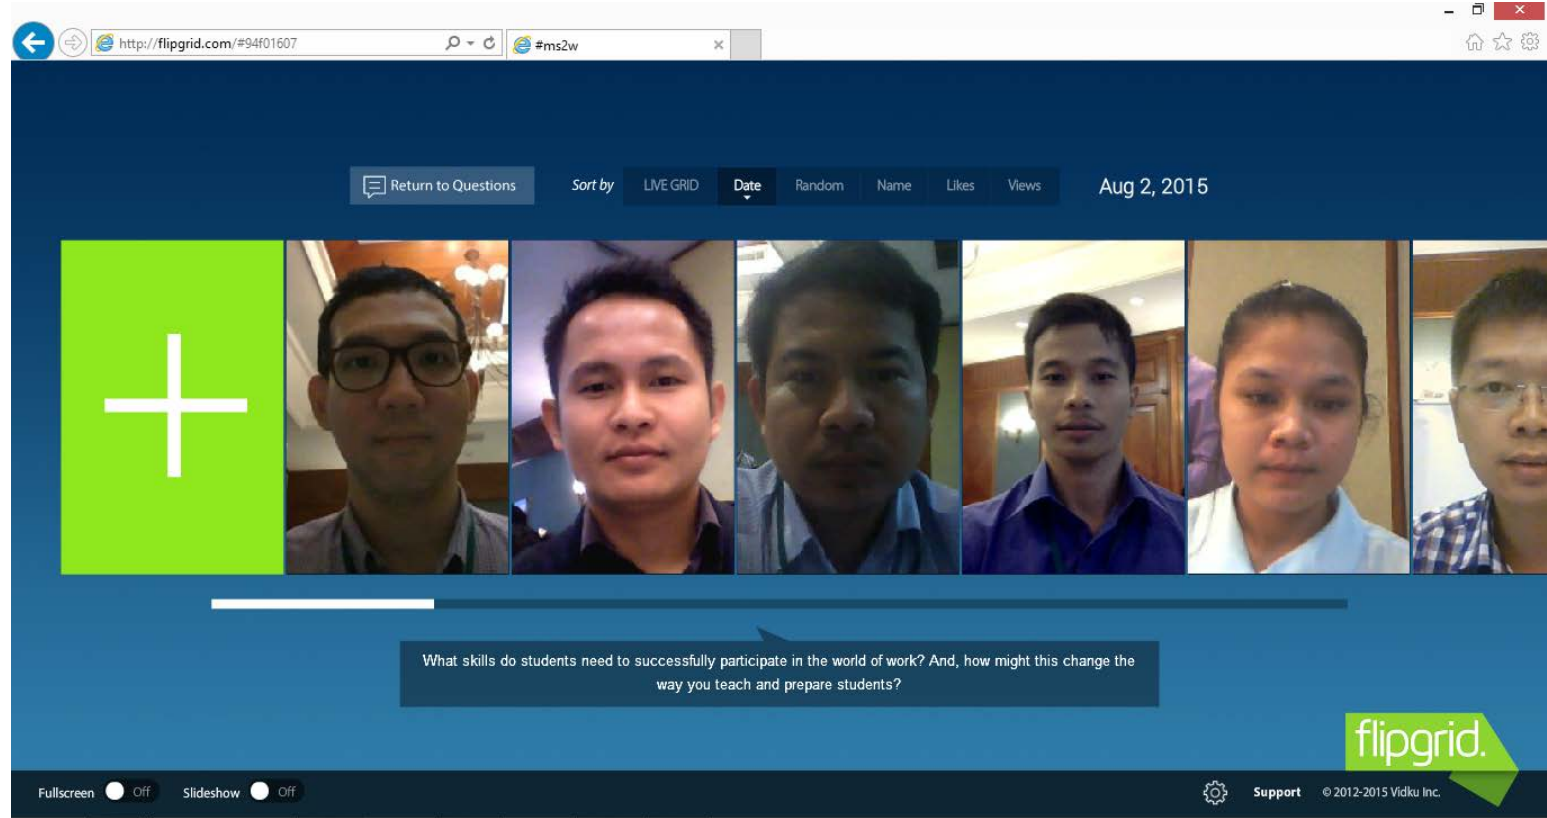 http://flipgrid.com/#94f01607
#ms2w
Return to Questions
Sort by
LIVE GRID
Date
Random
Name
Likes
Views
Aug 2, 2015
What skills do students need to successfully participate in the world of work? And, how might this change the
way you teach and prepare students?
flipgrid.
Fullscreen
Off
Slideshow
Off
Support
© 2012-2015 Vidku Inc.